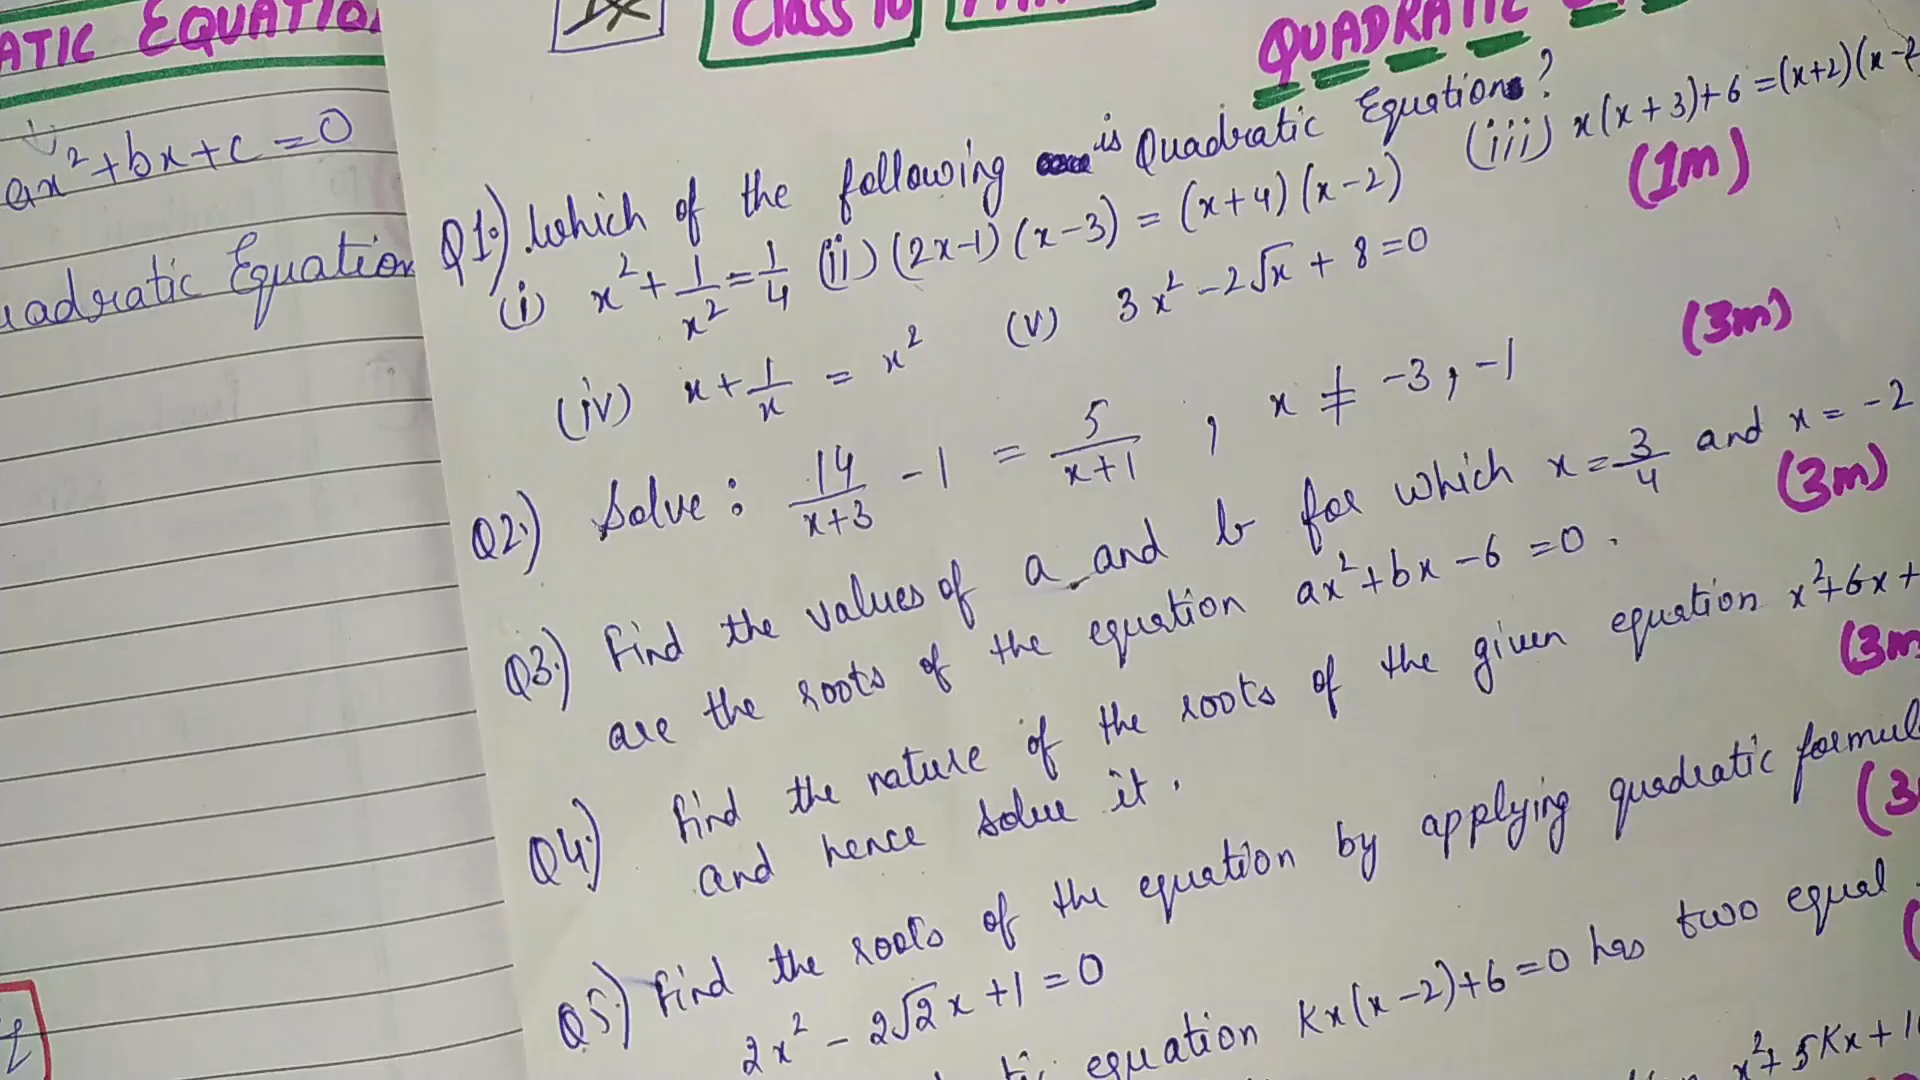 EQUATIO
ax²+bx+c=0
Equation
IX
Class 10
QUADRATIC
Q1.) Which of the following is Quadratic Equation?
(i) x² + 1/x² = 1/4 (ii) (2x-1)(x-3) = (x+4)(x-2) (iii) x(x+3)+6=(x+2)(x-2
(1m)
(iv) x + 1/x = x² (v) 3x² - 2√x + 8 = 0
Q2.) Solve: 14/(x+3) - 1 = 5/(x+1), x ≠ -3, -1
(3m)
Q3.) Find the values of a and b for which x = 3/4 and x = -2
are the roots of the equation ax²+bx-6=0.
(3m)
Q4.) Find the nature of the roots of the given equation x²+6x+
and hence solve it.
(3m
Q5.) Find the roots of the equation by applying quadratic formul
2x² - 2√2x + 1 = 0
(3
equation Kx(x-2)+6=0 has two equal
x²+5Kx+1